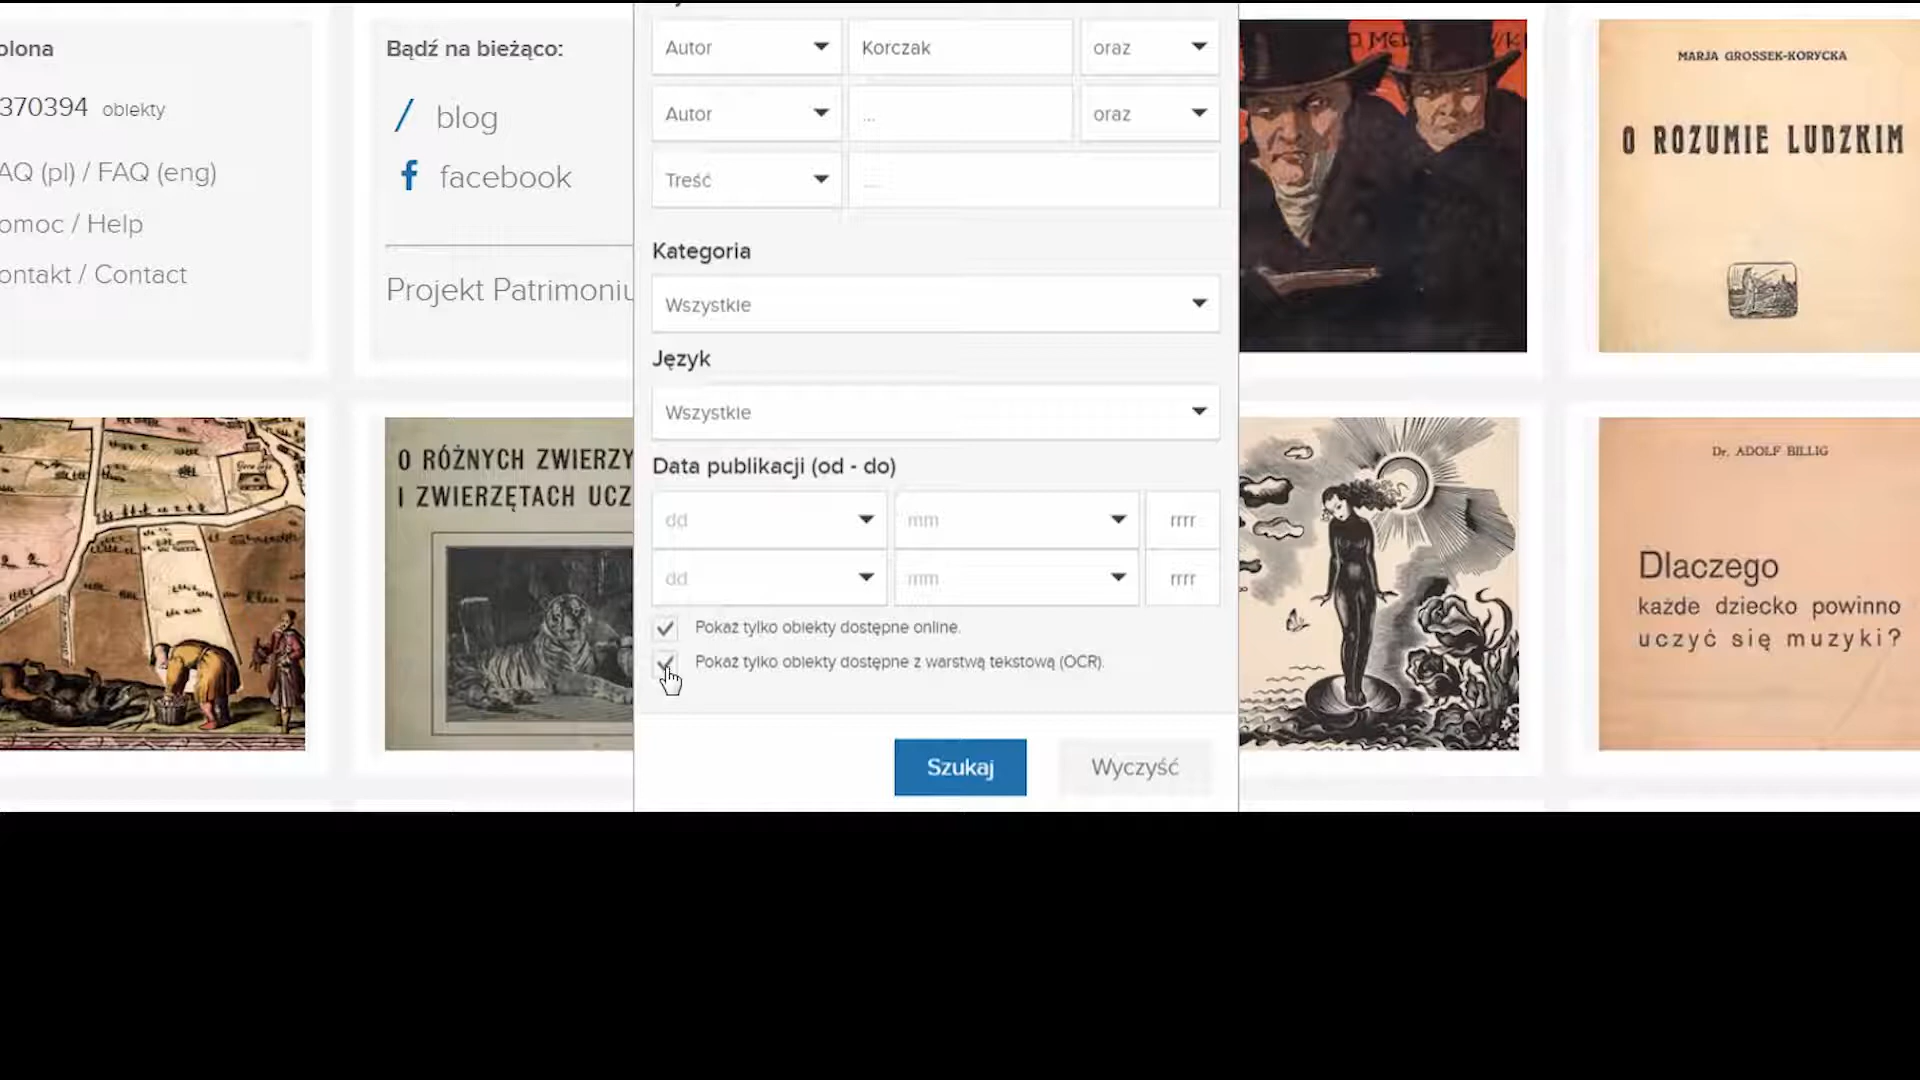 olona
370394 obiekty
AQ (pl) / FAQ (eng)
omoc / Help
ontakt / Contact
Bądź na bieżąco:
blog
facebook
Projekt Patrimoniu
Autor Korczak oraz
Autor ... oraz
Treść ...
Kategoria
Wszystkie
Język
Wszystkie
Data publikacji (od - do)
dd mm rrrr
dd mm rrrr
Pokaż tylko obiekty dostępne online.
Pokaż tylko obiekty dostępne z warstwą tekstową (OCR).
Szukaj Wyczyść
MARJA GROSSEK-KORYCKA
O ROZUMIE LUDZKIM
O RÓŻNYCH ZWIERZ
I ZWIERZĘTACH UCZ
Dr. ADOLF BILLIG
Dlaczego
każde dziecko powinno
uczyć się muzyki?